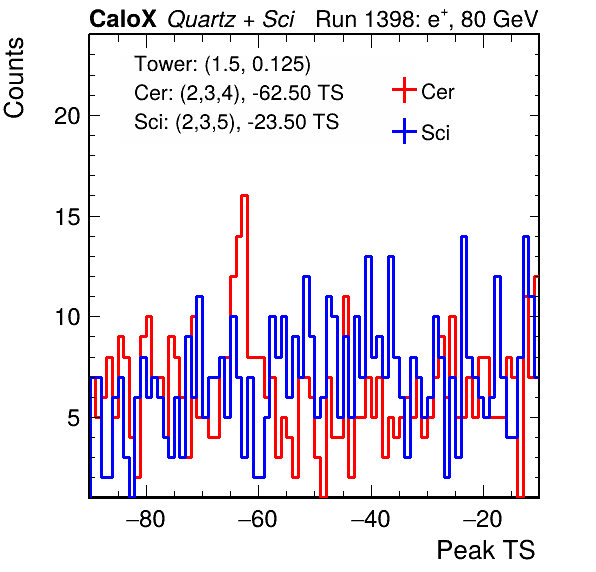 CaloX Quartz + Sci Run 1398: e+, 80 GeV
Counts
Tower: (1.5, 0.125)
Cer: (2,3,4), -62.50 TS
Sci: (2,3,5), -23.50 TS
Cer
Sci
20
15
10
5
−80 −60 −40 −20
Peak TS